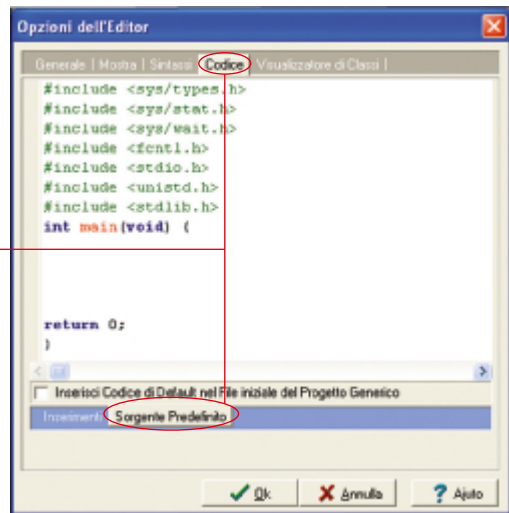 Opzioni dell'Editor
Generale | Mostra | Sintassi | Codice | Visualizzatore di Classi |
#include <sys/types.h>
#include <sys/stat.h>
#include <sys/wait.h>
#include <fcntl.h>
#include <stdio.h>
#include <unistd.h>
#include <stdlib.h>
int main(void) {
return 0;
}
Inserisci Codice di Default nel File iniziale del Progetto Generico
Inserimenti Sorgente Predefinito
Ok Annulla ? Ajuto